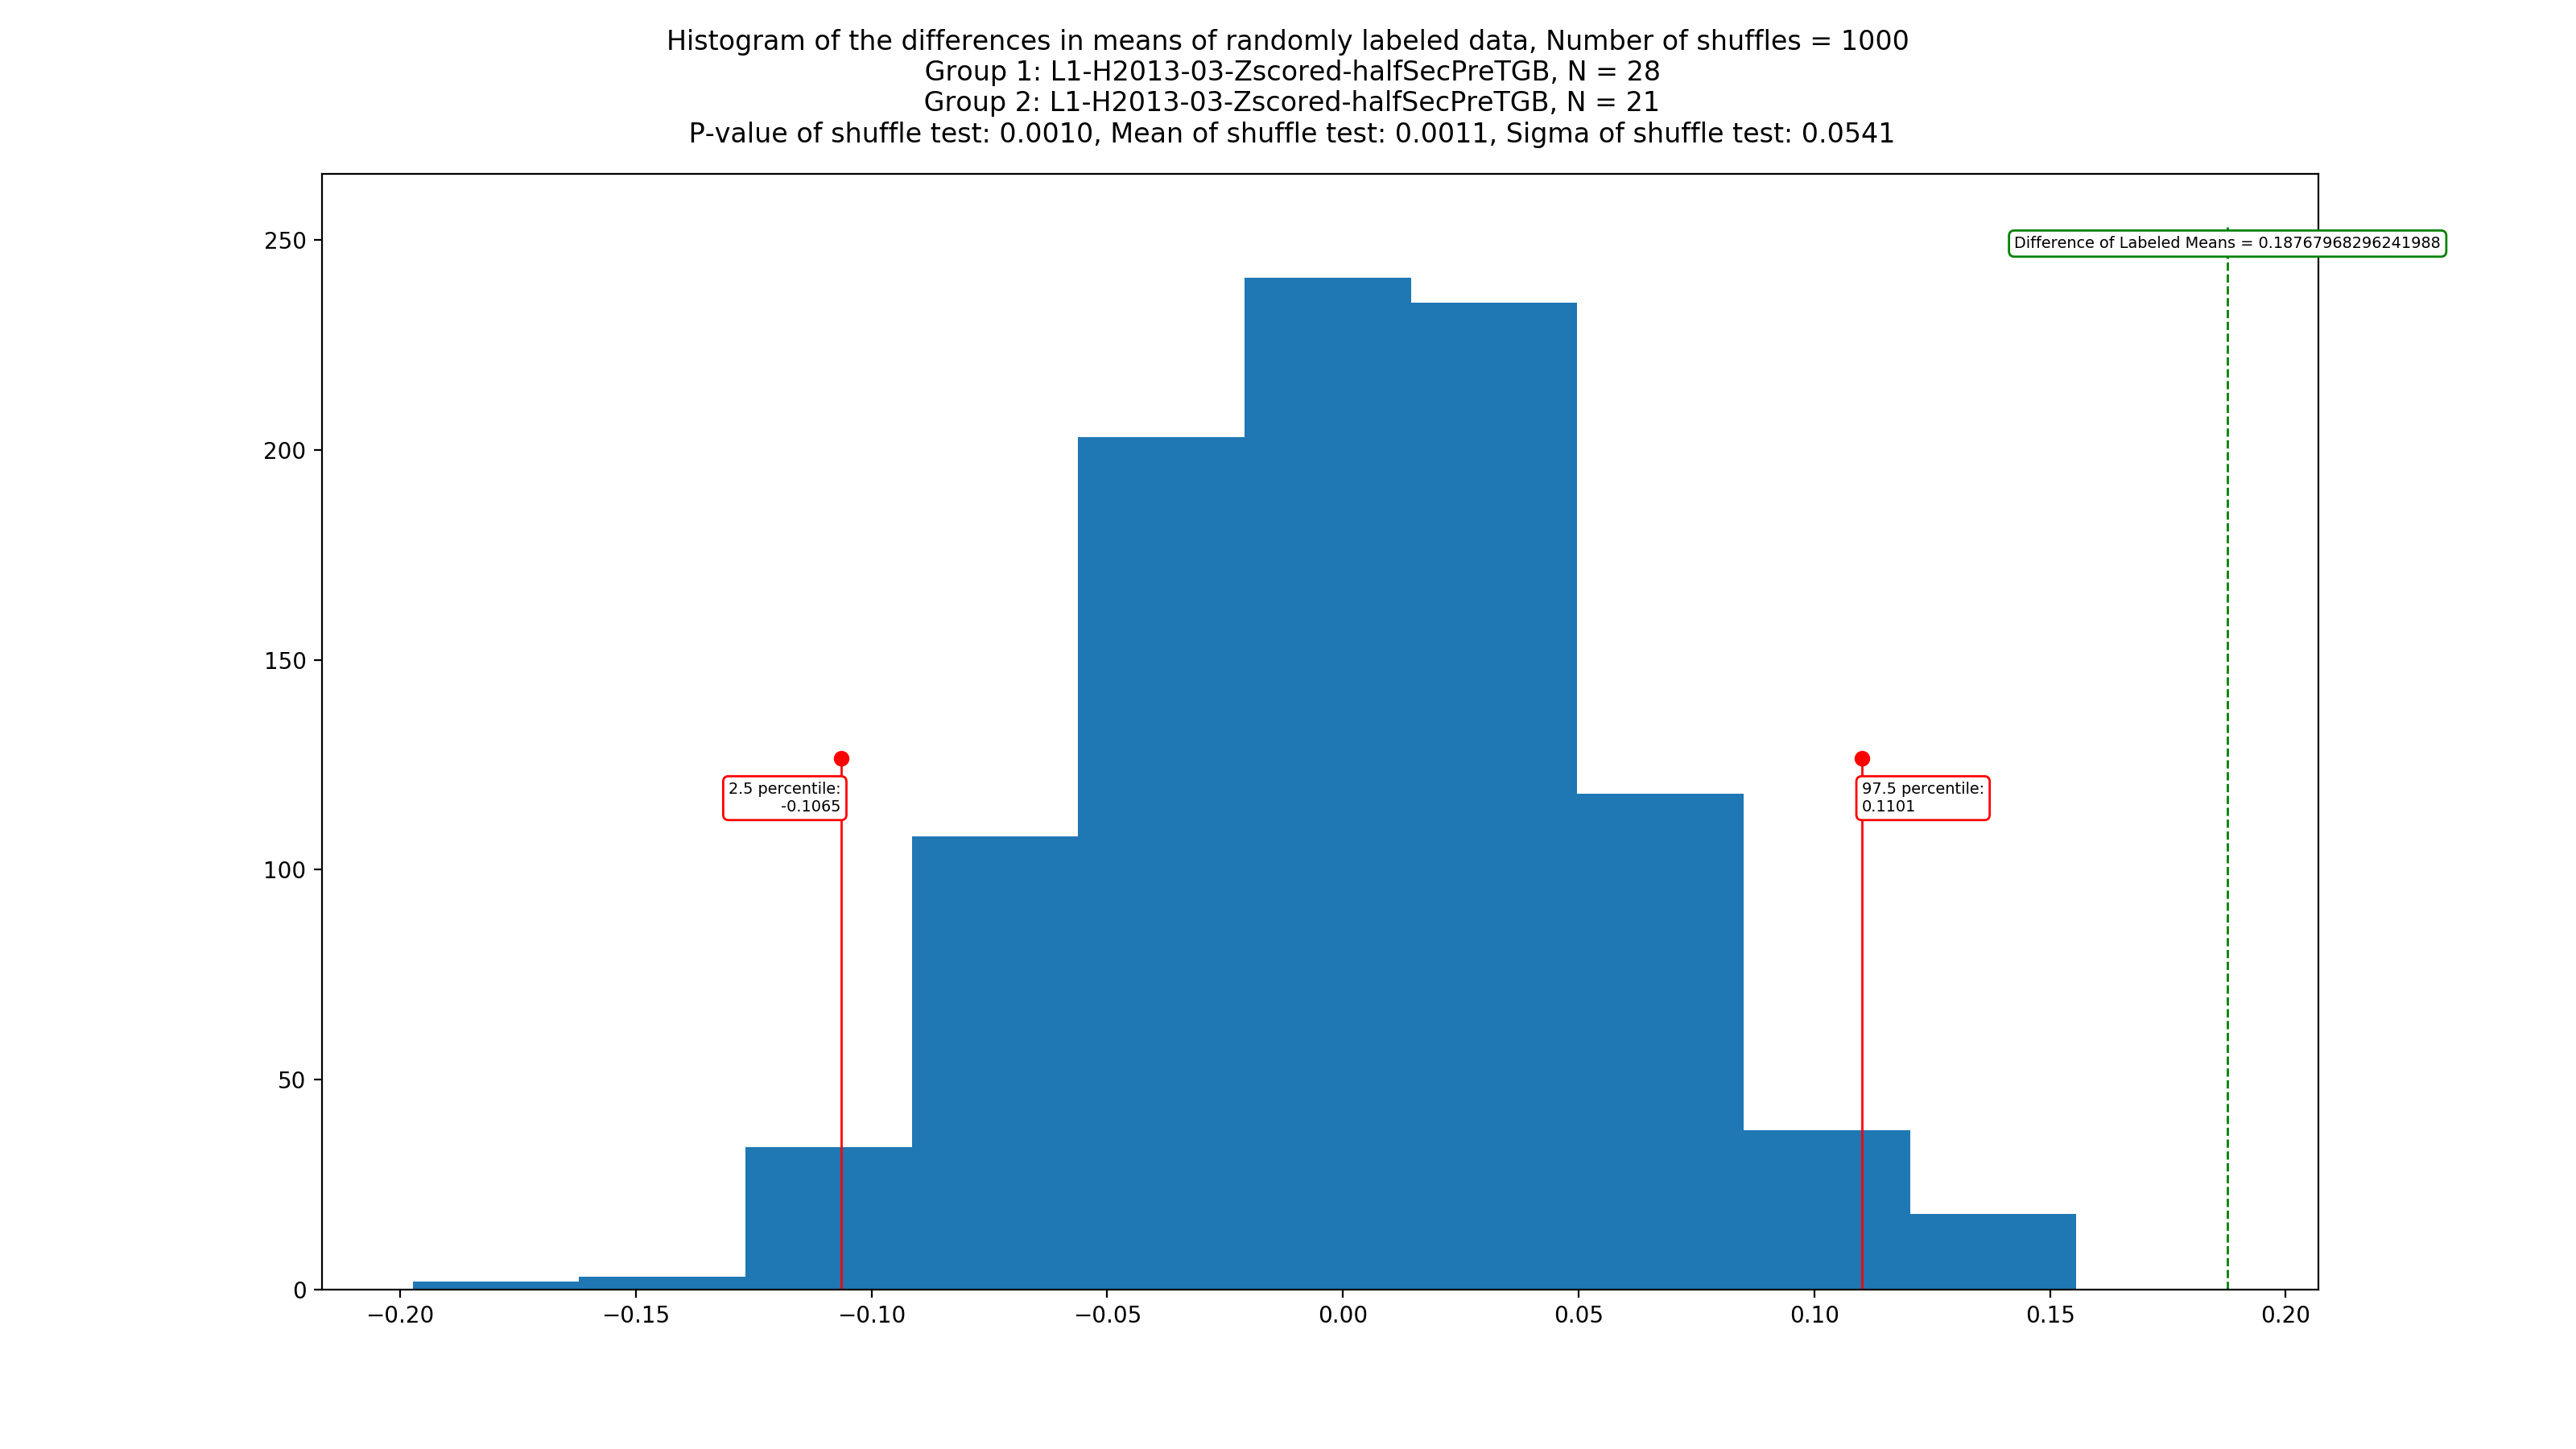 Histogram of the differences in means of randomly labeled data, Number of shuffles = 1000
Group 1: L1-H2013-03-Zscored-halfSecPreTGB, N = 28
Group 2: L1-H2013-03-Zscored-halfSecPreTGB, N = 21
P-value of shuffle test: 0.0010, Mean of shuffle test: 0.0011, Sigma of shuffle test: 0.0541
250
Difference of Labeled Means = 0.18767968296241988
200
150
2.5 percentile:
-0.1065
97.5 percentile:
0.1101
100
50
0
−0.20 −0.15 −0.10 −0.05 0.00 0.05 0.10 0.15 0.20